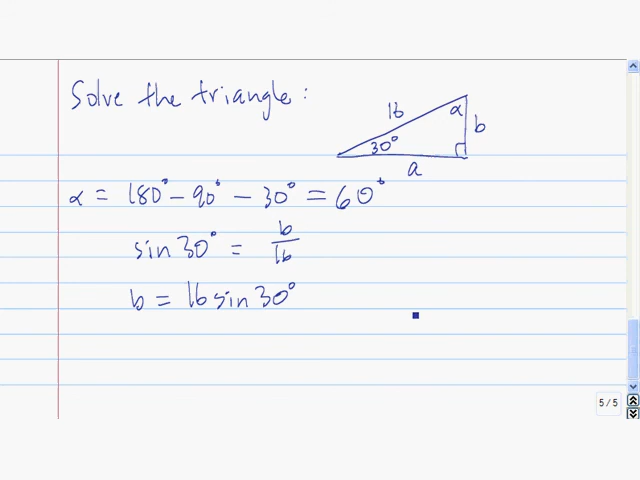 Solve the triangle:
16
α
b
30°
a
α = 180° - 90° - 30° = 60°
sin 30° = b/16
b = 16 sin 30°
5 / 5